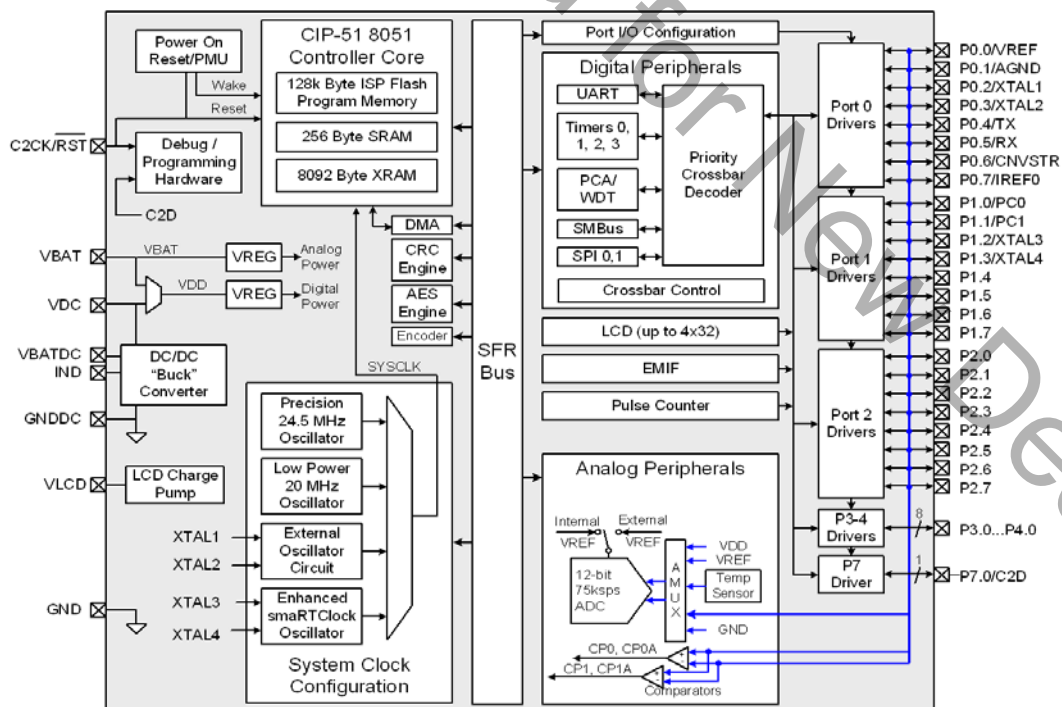 Power On
Reset/PMU
Wake
Reset
C2CK/RST
Debug /
Programming
Hardware
C2D
VBAT
VBAT
VREG
Analog
Power
VDC
VDD
VREG
Digital
Power
VBATDC
IND
DC/DC
"Buck"
Converter
GNDDC
VLCD
LCD Charge
Pump
XTAL1
XTAL2
XTAL3
XTAL4
GND
CIP-51 8051
Controller Core
128k Byte ISP Flash
Program Memory
256 Byte SRAM
8092 Byte XRAM
DMA
CRC
Engine
AES
Engine
Encoder
SYSCLK
Precision
24.5 MHz
Oscillator
Low Power
20 MHz
Oscillator
External
Oscillator
Circuit
Enhanced
smaRTClock
Oscillator
System Clock
Configuration
SFR
Bus
Port I/O Configuration
Digital Peripherals
UART
Timers 0,
1, 2, 3
PCA/
WDT
SMBus
SPI 0,1
Priority
Crossbar
Decoder
Crossbar Control
LCD (up to 4x32)
EMIF
Pulse Counter
Analog Peripherals
Internal
VREF
External
VREF
12-bit
75ksps
ADC
A
M
U
X
VDD
VREF
Temp
Sensor
GND
CP0, CP0A
CP1, CP1A
Comparators
Port 0
Drivers
Port 1
Drivers
Port 2
Drivers
P3-4
Drivers
P7
Driver
P0.0/VREF
P0.1/AGND
P0.2/XTAL1
P0.3/XTAL2
P0.4/TX
P0.5/RX
P0.6/CNVSTR
P0.7/IREF0
P1.0/PC0
P1.1/PC1
P1.2/XTAL3
P1.3/XTAL4
P1.4
P1.5
P1.6
P1.7
P2.0
P2.1
P2.2
P2.3
P2.4
P2.5
P2.6
P2.7
8
P3.0...P4.0
1
P7.0/C2D
for New De